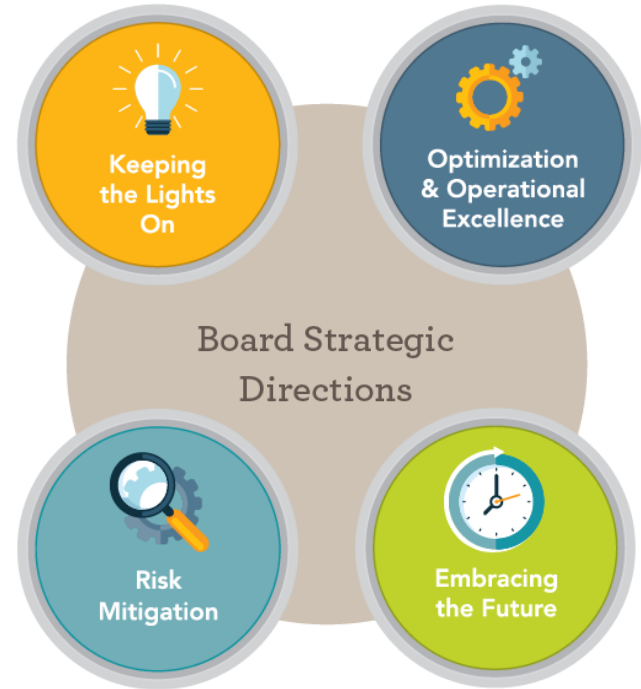 Keeping
the Lights
On
Optimization
& Operational
Excellence
Board Strategic
Directions
Risk
Mitigation
Embracing
the Future